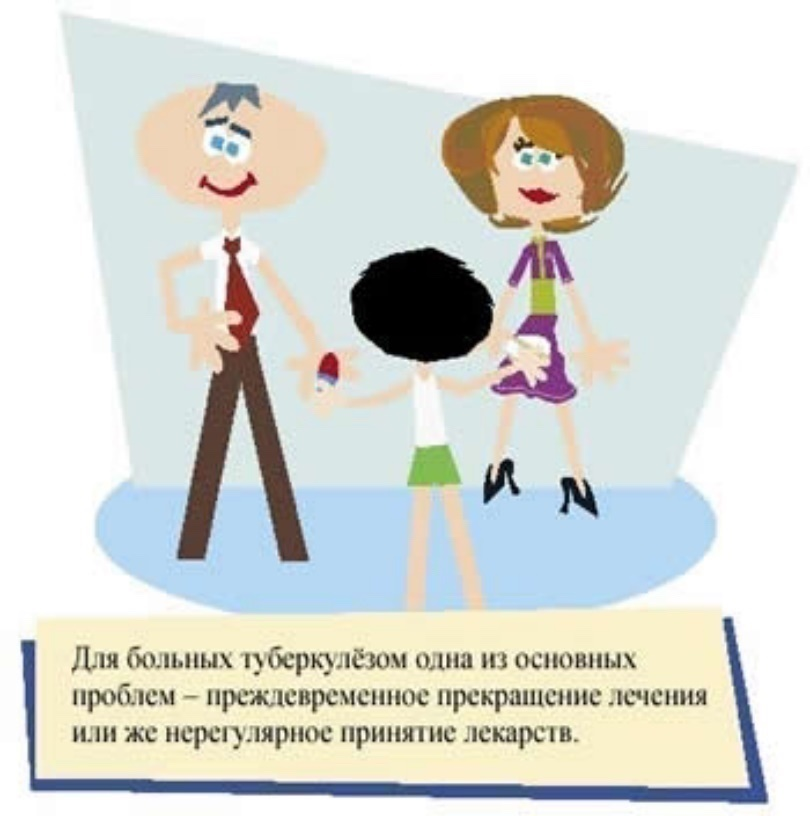 Для больных туберкулёзом одна из основных
проблем – преждевременное прекращение лечения
или же нерегулярное принятие лекарств.